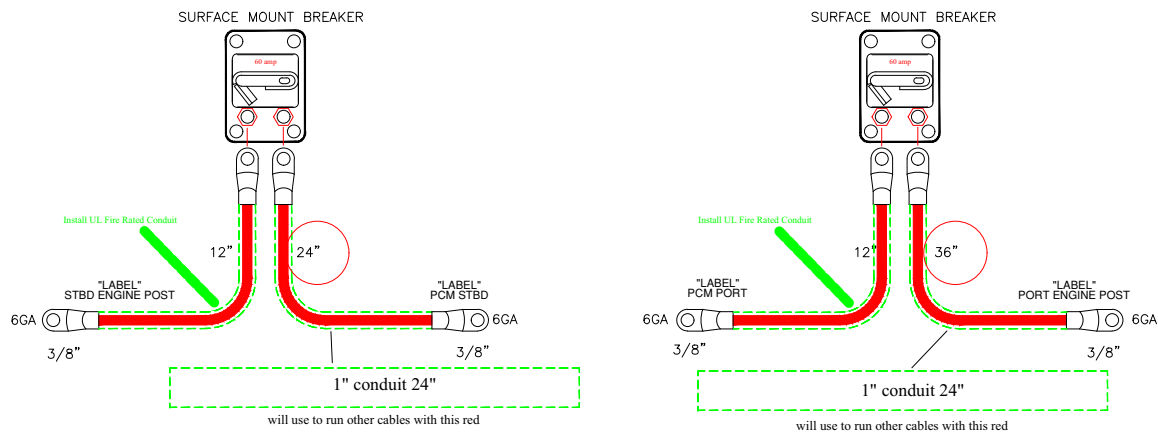 SURFACE MOUNT BREAKER
60 amp
Install UL Fire Rated Conduit
12"
24"
"LABEL"
STBD ENGINE POST
"LABEL"
PCM STBD
6GA
6GA
3/8"
3/8"
1" conduit 24"
will use to run other cables with this red
SURFACE MOUNT BREAKER
60 amp
Install UL Fire Rated Conduit
12"
36"
"LABEL"
PCM PORT
"LABEL"
PORT ENGINE POST
6GA
6GA
3/8"
3/8"
1" conduit 24"
will use to run other cables with this red